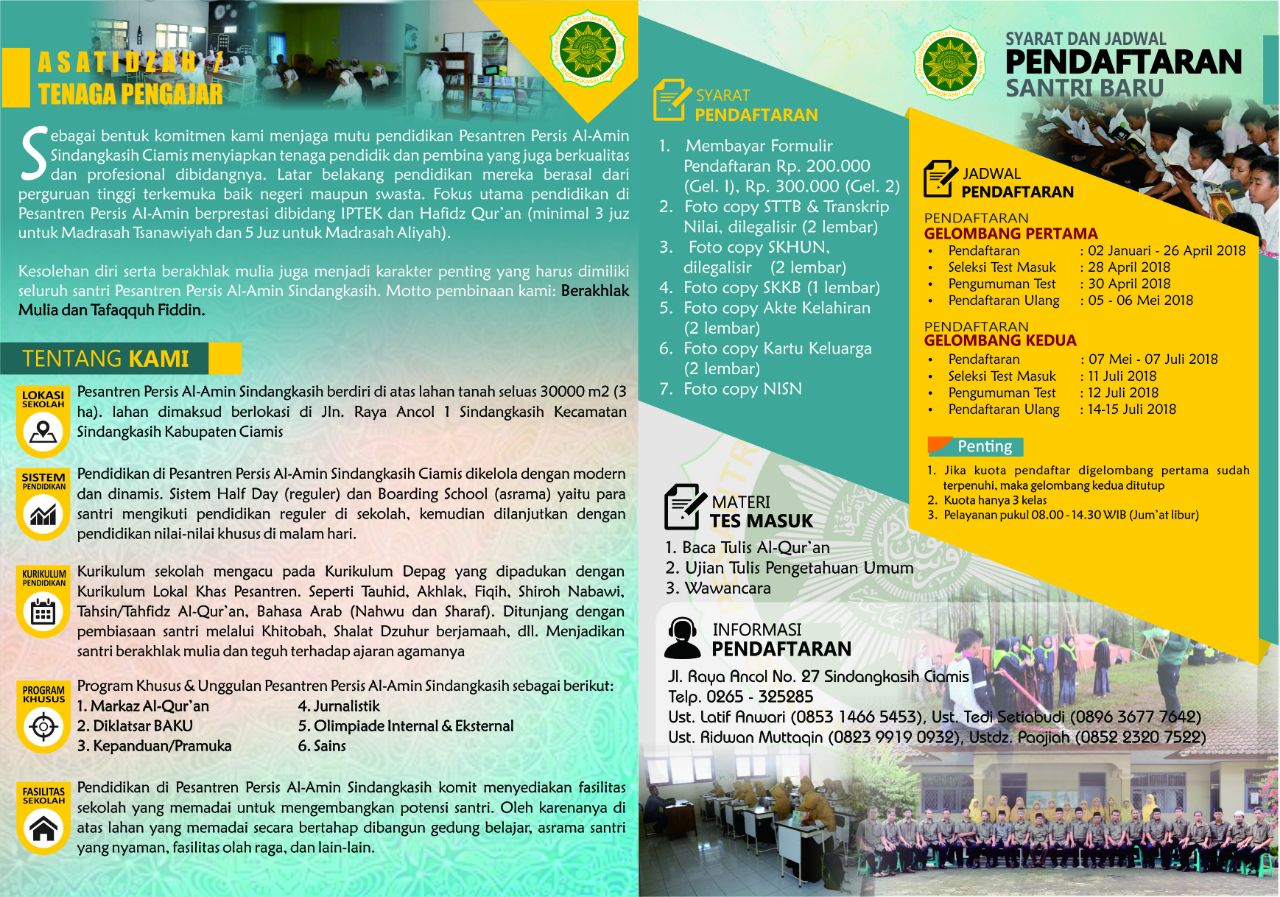 ASATIDZAH /
TENAGA PENGAJAR
Sebagai bentuk komitmen kami menjaga mutu pendidikan Pesantren Persis Al-Amin
Sindangkasih Ciamis menyiapkan tenaga pendidik dan pembina yang juga berkualitas
dan profesional dibidangnya. Latar belakang pendidikan mereka berasal dari
perguruan tinggi terkemuka baik negeri maupun swasta. Fokus utama pendidikan di
Pesantren Persis Al-Amin berprestasi dibidang IPTEK dan Hafidz Qur'an (minimal 3 juz
untuk Madrasah Tsanawiyah dan 5 Juz untuk Madrasah Aliyah).
Kesolehan diri serta berakhlak mulia juga menjadi karakter penting yang harus dimiliki
seluruh santri Pesantren Persis Al-Amin Sindangkasih. Motto pembinaan kami: Berakhlak
Mulia dan Tafaqquh Fiddin.
TENTANG KAMI
LOKASI
SEKOLAH
Pesantren Persis Al-Amin Sindangkasih berdiri di atas lahan tanah seluas 30000 m2 (3
ha). lahan dimaksud berlokasi di Jln. Raya Ancol 1 Sindangkasih Kecamatan
Sindangkasih Kabupaten Ciamis
SISTEM
PENDIDIKAN
Pendidikan di Pesantren Persis Al-Amin Sindangkasih Ciamis dikelola dengan modern
dan dinamis. Sistem Half Day (reguler) dan Boarding School (asrama) yaitu para
santri mengikuti pendidikan reguler di sekolah, kemudian dilanjutkan dengan
pendidikan nilai-nilai khusus di malam hari.
KURIKULUM
PENDIDIKAN
Kurikulum sekolah mengacu pada Kurikulum Depag yang dipadukan dengan
Kurikulum Lokal Khas Pesantren. Seperti Tauhid, Akhlak, Fiqih, Shiroh Nabawi,
Tahsin/Tahfidz Al-Qur'an, Bahasa Arab (Nahwu dan Sharaf). Ditunjang dengan
pembiasaan santri melalui Khitobah, Shalat Dzuhur berjamaah, dll. Menjadikan
santri berakhlak mulia dan teguh terhadap ajaran agamanya
PROGRAM
KHUSUS
Program Khusus & Unggulan Pesantren Persis Al-Amin Sindangkasih sebagai berikut:
1. Markaz Al-Qur'an
2. Diklatsar BAKU
3. Kepanduan/Pramuka
4. Jurnalistik
5. Olimpiade Internal & Eksternal
6. Sains
FASILITAS
SEKOLAH
Pendidikan di Pesantren Persis Al-Amin Sindangkasih komit menyediakan fasilitas
sekolah yang memadai untuk mengembangkan potensi santri. Oleh karenanya di
atas lahan yang memadai secara bertahap dibangun gedung belajar, asrama santri
yang nyaman, fasilitas olah raga, dan lain-lain.
SYARAT DAN JADWAL
PENDAFTARAN
SANTRI BARU
SYARAT
PENDAFTARAN
1. Membayar Formulir
Pendaftaran Rp. 200.000
(Gel. I), Rp. 300.000 (Gel. 2)
2. Foto copy STTB & Transkrip
Nilai, dilegalisir (2 lembar)
3. Foto copy SKHUN,
dilegalisir (2 lembar)
4. Foto copy SKKB (1 lembar)
5. Foto copy Akte Kelahiran
(2 lembar)
6. Foto copy Kartu Keluarga
(2 lembar)
7. Foto copy NISN
JADWAL
PENDAFTARAN
PENDAFTARAN
GELOMBANG PERTAMA
• Pendaftaran : 02 Januari - 26 April 2018
• Seleksi Test Masuk : 28 April 2018
• Pengumuman Test : 30 April 2018
• Pendaftaran Ulang : 05 - 06 Mei 2018
PENDAFTARAN
GELOMBANG KEDUA
• Pendaftaran : 07 Mei - 07 Juli 2018
• Seleksi Test Masuk : 11 Juli 2018
• Pengumuman Test : 12 Juli 2018
• Pendaftaran Ulang : 14-15 Juli 2018
Penting
1. Jika kuota pendaftar digelombang pertama sudah
terpenuhi, maka gelombang kedua ditutup
2. Kuota hanya 3 kelas
3. Pelayanan pukul 08.00 - 14.30 WIB (Jum'at libur)
MATERI
TES MASUK
1. Baca Tulis Al-Qur'an
2. Ujian Tulis Pengetahuan Umum
3. Wawancara
INFORMASI
PENDAFTARAN
Jl. Raya Ancol No. 27 Sindangkasih Ciamis
Telp. 0265 - 325285
Ust. Latif Anwari (0853 1466 5453), Ust. Tedi Setiabudi (0896 3677 7642)
Ust. Ridwan Muttaqin (0823 9919 0932), Ustdz. Paqjiah (0852 2320 7522)